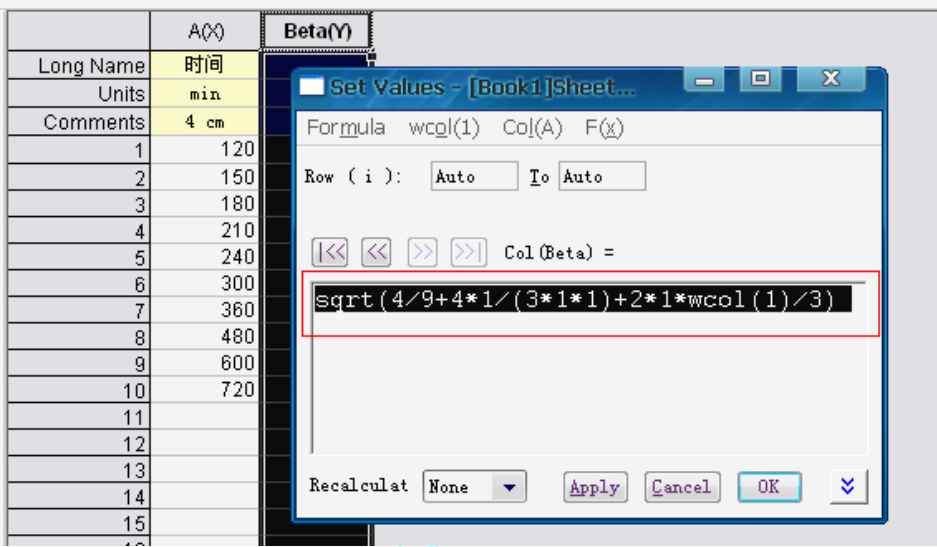 A(X) Beta(Y)
Long Name 时间
Units min
Comments 4 cm
1 120
2 150
3 180
4 210
5 240
6 300
7 360
8 480
9 600
10 720
11
12
13
14
15
Set Values - [Book1]Sheet...
Formula wcol(1) Col(A) F(x)
Row ( i ): Auto To Auto
Col(Beta) =
sqrt(4/9+4*1/(3*1*1)+2*1*wcol(1)/3)
Recalculat None Apply Cancel OK